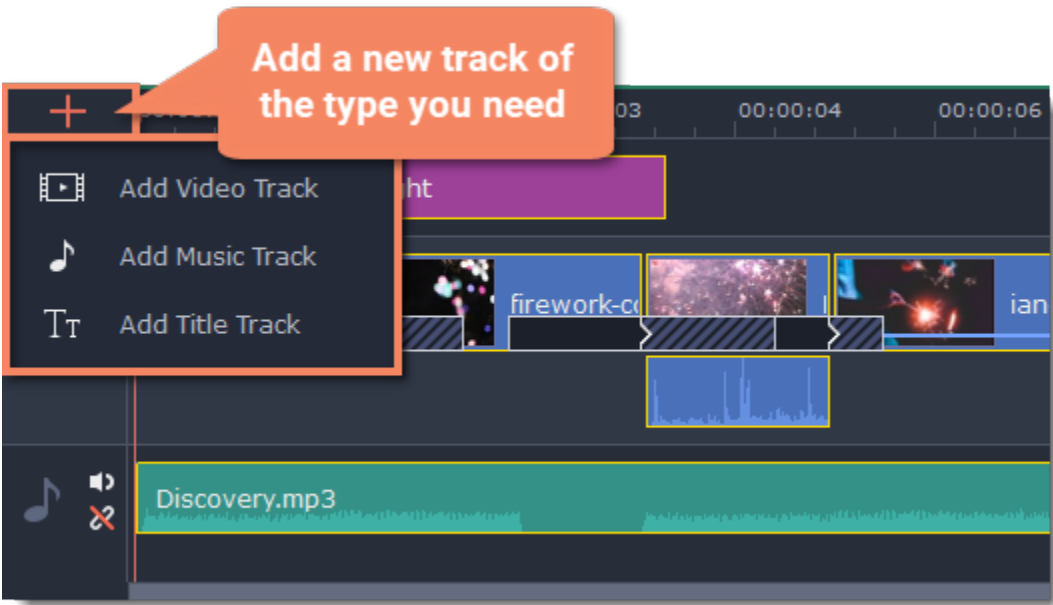 Add a new track of
the type you need
03 00:00:04 00:00:06
Add Video Track
ht
Add Music Track
firework-co
ian
Add Title Track
Discovery.mp3